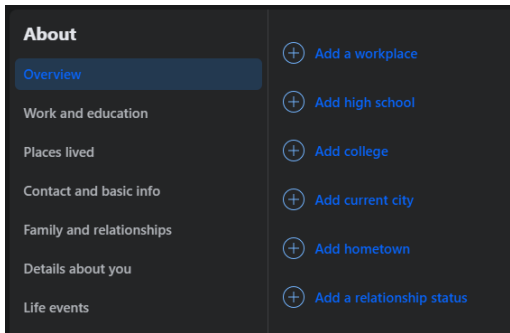 About
Overview
Work and education
Places lived
Contact and basic info
Family and relationships
Details about you
Life events
Add a workplace
Add high school
Add college
Add current city
Add hometown
Add a relationship status